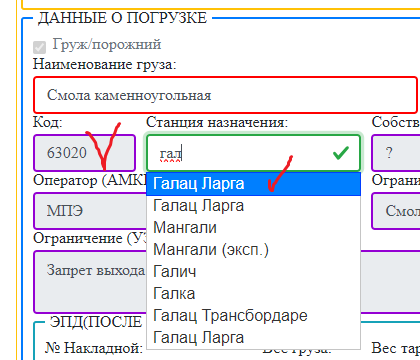 ДАННЫЕ О ПОГРУЗКЕ
Груж/порожний
Наименование груза:
Смола каменноугольная
Код: Станция назначения: Собств
63020 гал ?
Оператор (АМКР Ограни
Галац Ларга
МПЭ Галац Ларга Смол
Мангали
Ограничение (УЗ Мангали (эксп.)
Запрет выхода Галич
Галка
Галац Трансбордаре
ЭПД(ПОСЛЕ Галац Ларга
№ Накладной: Вес груза: Вес тар